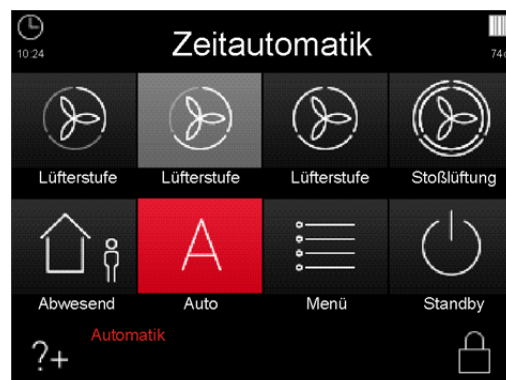 Zeitautomatik
10:24
Lüfterstufe Lüfterstufe Lüfterstufe Stoßlüftung
A
Abwesend Auto Menü Standby
Automatik
?+